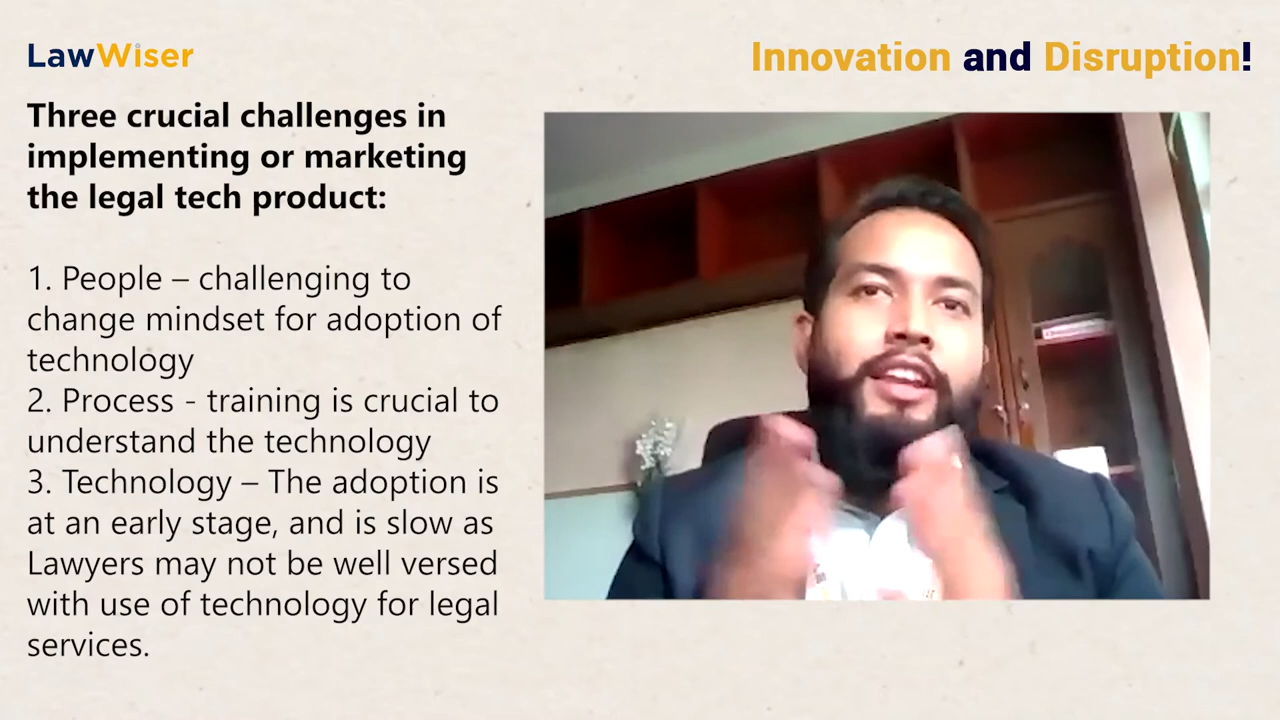 LawWiser
Innovation and Disruption!
Three crucial challenges in
implementing or marketing
the legal tech product:
1. People – challenging to
change mindset for adoption of
technology
2. Process - training is crucial to
understand the technology
3. Technology – The adoption is
at an early stage, and is slow as
Lawyers may not be well versed
with use of technology for legal
services.